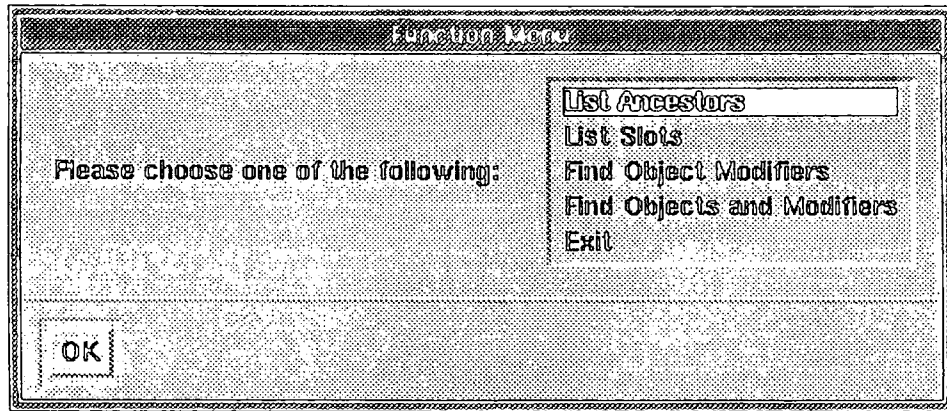 Function Menu
Please choose one of the following:
List Ancestors
List Slots
Find Object Modifiers
Find Objects and Modifiers
Exit
OK